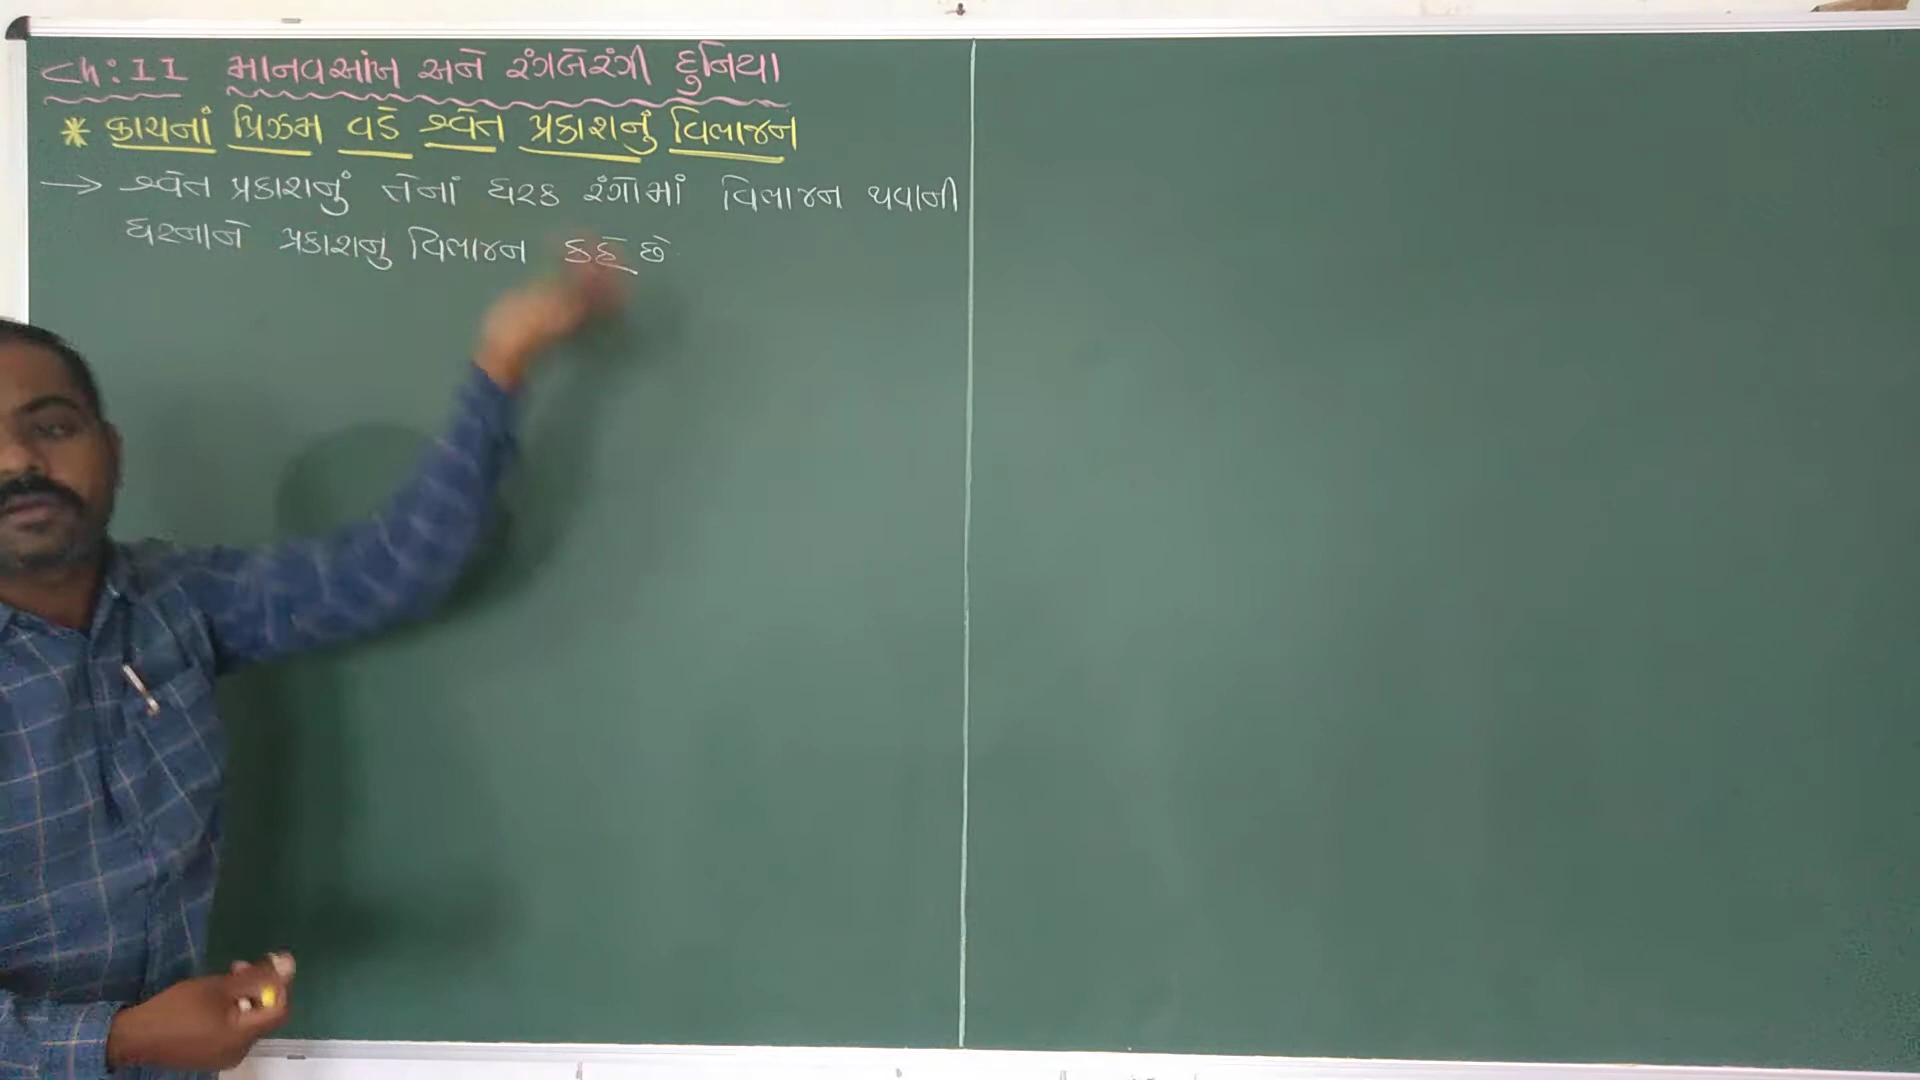 Ch: II માનવઆંખ અને રંગબેરંગી દુનિયા
* કાચનાં પ્રિઝમ વડે શ્વેત પ્રકાશનું વિભાજન
→ શ્વેત પ્રકાશનું તેનાં ઘટક રંગોમાં વિભાજન થવાની
ઘટનાને પ્રકાશનુ વિભાજન કહે છે